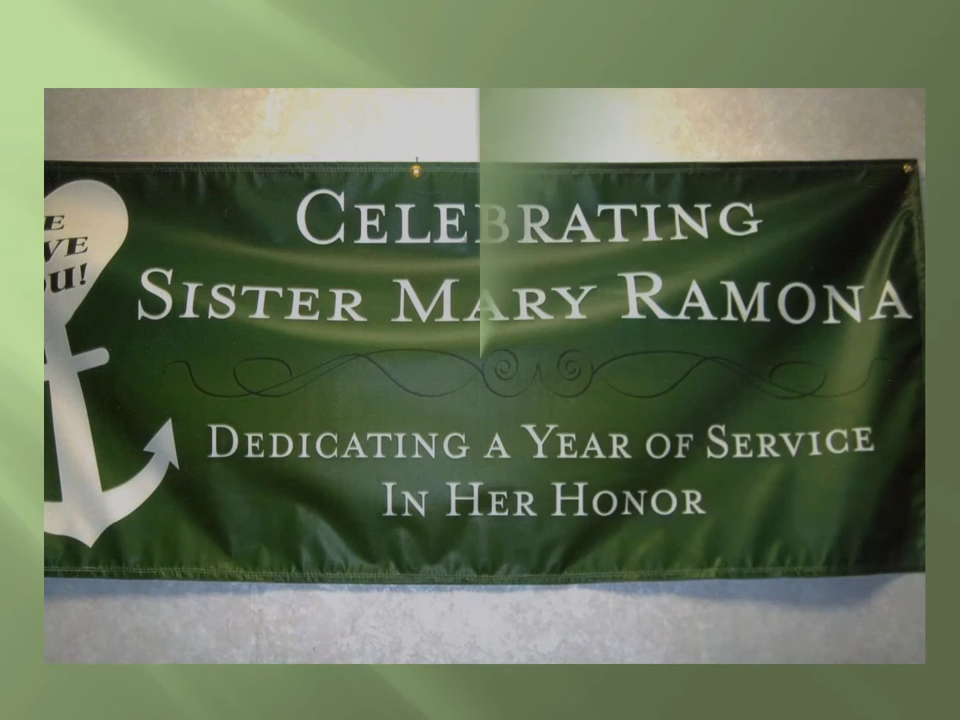 CELEBRATING
SISTER MARY RAMONA
DEDICATING A YEAR OF SERVICE
IN HER HONOR